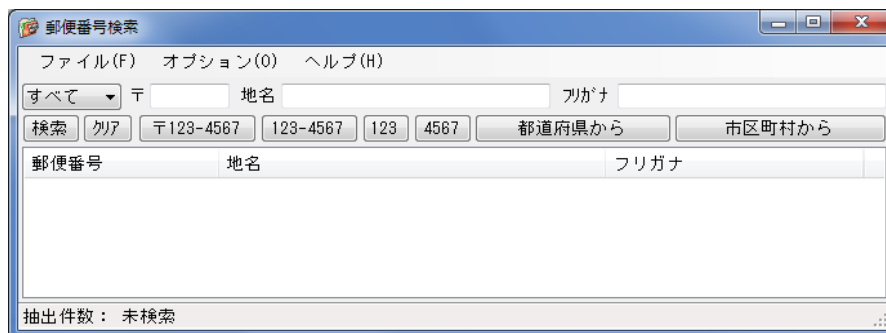 郵便番号検索
ファイル(F) オプション(O) ヘルプ(H)
すべて 〒 地名 ﾌﾘｶﾞﾅ
検索 ｸﾘｱ 〒123-4567 123-4567 123 4567 都道府県から 市区町村から
郵便番号 地名 フリガナ
抽出件数： 未検索